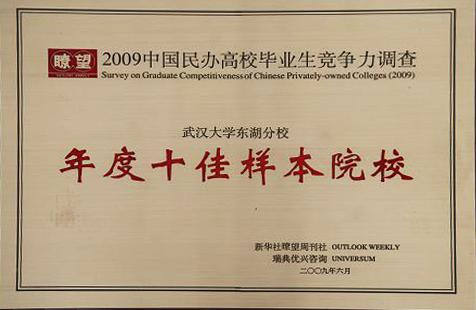 瞭望
2009中国民办高校毕业生竞争力调查
Survey on Graduate Competitiveness of Chinese Privately-owned Colleges (2009)
武汉大学东湖分校
年度十佳样本院校
新华社瞭望周刊社 OUTLOOK WEEKLY
瑞典优兴咨询 UNIVERSUM
二〇〇九年六月